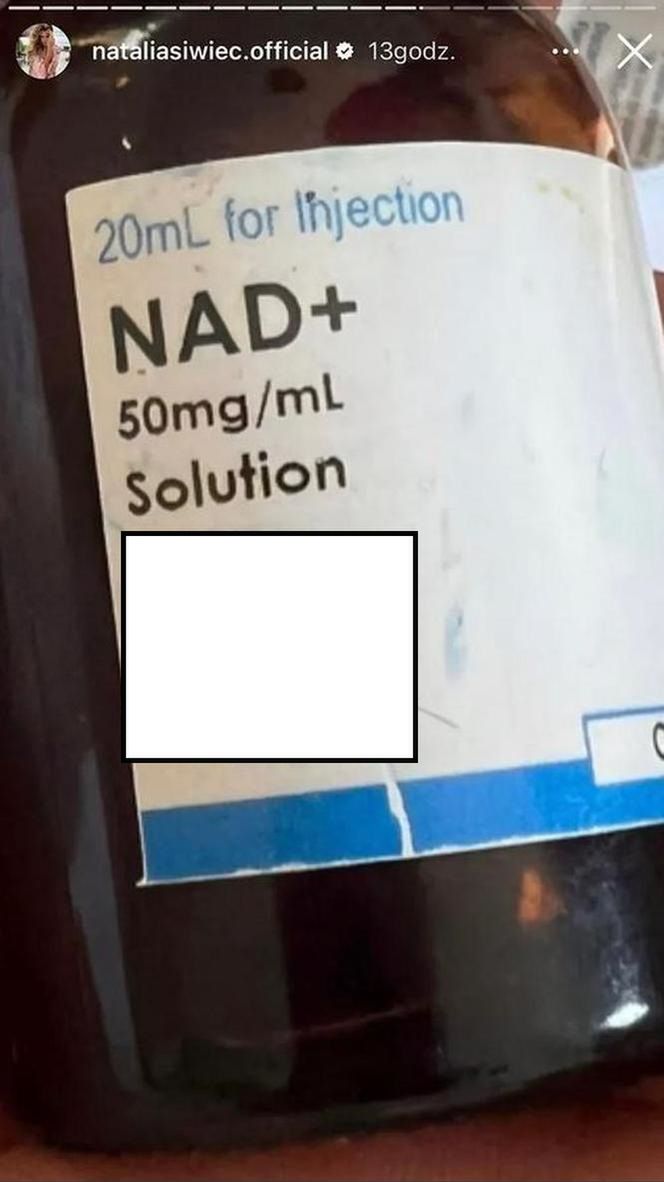 nataliasiwiec.official 13godz.
20mL for Injection
NAD+
50mg/mL
Solution